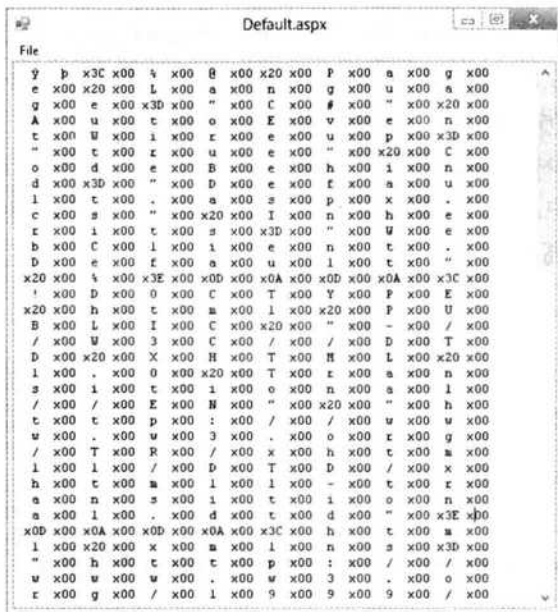 Default.aspx
File
ÿ þ x3C x00 % x00 @ x00 x20 x00 P x00 a x00 g x00
e x00 x20 x00 L x00 a x00 n x00 g x00 u x00 a x00
g x00 e x00 x3D x00 " x00 C x00 # x00 " x00 x20 x00
A x00 u x00 t x00 o x00 E x00 v x00 e x00 n x00
t x00 W x00 i x00 r x00 e x00 u x00 p x00 x3D x00
" x00 t x00 r x00 u x00 e x00 " x00 x20 x00 C x00
o x00 d x00 e x00 B x00 e x00 h x00 i x00 n x00
d x00 x3D x00 " x00 D x00 e x00 f x00 a x00 u x00
l x00 t x00 . x00 a x00 s x00 p x00 x x00 . x00
c x00 s x00 " x00 x20 x00 I x00 n x00 h x00 e x00
r x00 i x00 t x00 s x00 x3D x00 " x00 W x00 e x00
b x00 C x00 l x00 i x00 e x00 n x00 t x00 . x00
D x00 e x00 f x00 a x00 u x00 l x00 t x00 " x00
x20 x00 % x00 x3E x00 x0D x00 x0A x00 x0D x00 x0A x00 x3C x00
! x00 D x00 O x00 C x00 T x00 Y x00 P x00 E x00
x20 x00 h x00 t x00 m x00 l x00 x20 x00 P x00 U x00
B x00 L x00 I x00 C x00 x20 x00 " x00 - x00 / x00
/ x00 W x00 3 x00 C x00 / x00 / x00 D x00 T x00
D x00 x20 x00 X x00 H x00 T x00 M x00 L x00 x20 x00
1 x00 . x00 0 x00 x20 x00 T x00 r x00 a x00 n x00
s x00 i x00 t x00 i x00 o x00 n x00 a x00 l x00
/ x00 / x00 E x00 N x00 " x00 x20 x00 " x00 h x00
t x00 t x00 p x00 : x00 / x00 / x00 w x00 w x00
w x00 . x00 w x00 3 x00 . x00 o x00 r x00 g x00
/ x00 T x00 R x00 / x00 x x00 h x00 t x00 m x00
l x00 1 x00 / x00 D x00 T x00 D x00 / x00 x x00
h x00 t x00 m x00 l x00 1 x00 - x00 t x00 r x00
a x00 n x00 s x00 i x00 t x00 i x00 o x00 n x00
a x00 l x00 . x00 d x00 t x00 d x00 " x00 x3E x00
x0D x00 x0A x00 x0D x00 x0A x00 x3C x00 h x00 t x00 m x00
l x00 x20 x00 x x00 m x00 l x00 n x00 s x00 x3D x00
" x00 h x00 t x00 t x00 p x00 : x00 / x00 / x00
w x00 w x00 w x00 . x00 w x00 3 x00 . x00 o x00
r x00 g x00 / x00 1 x00 9 x00 9 x00 9 x00 / x00